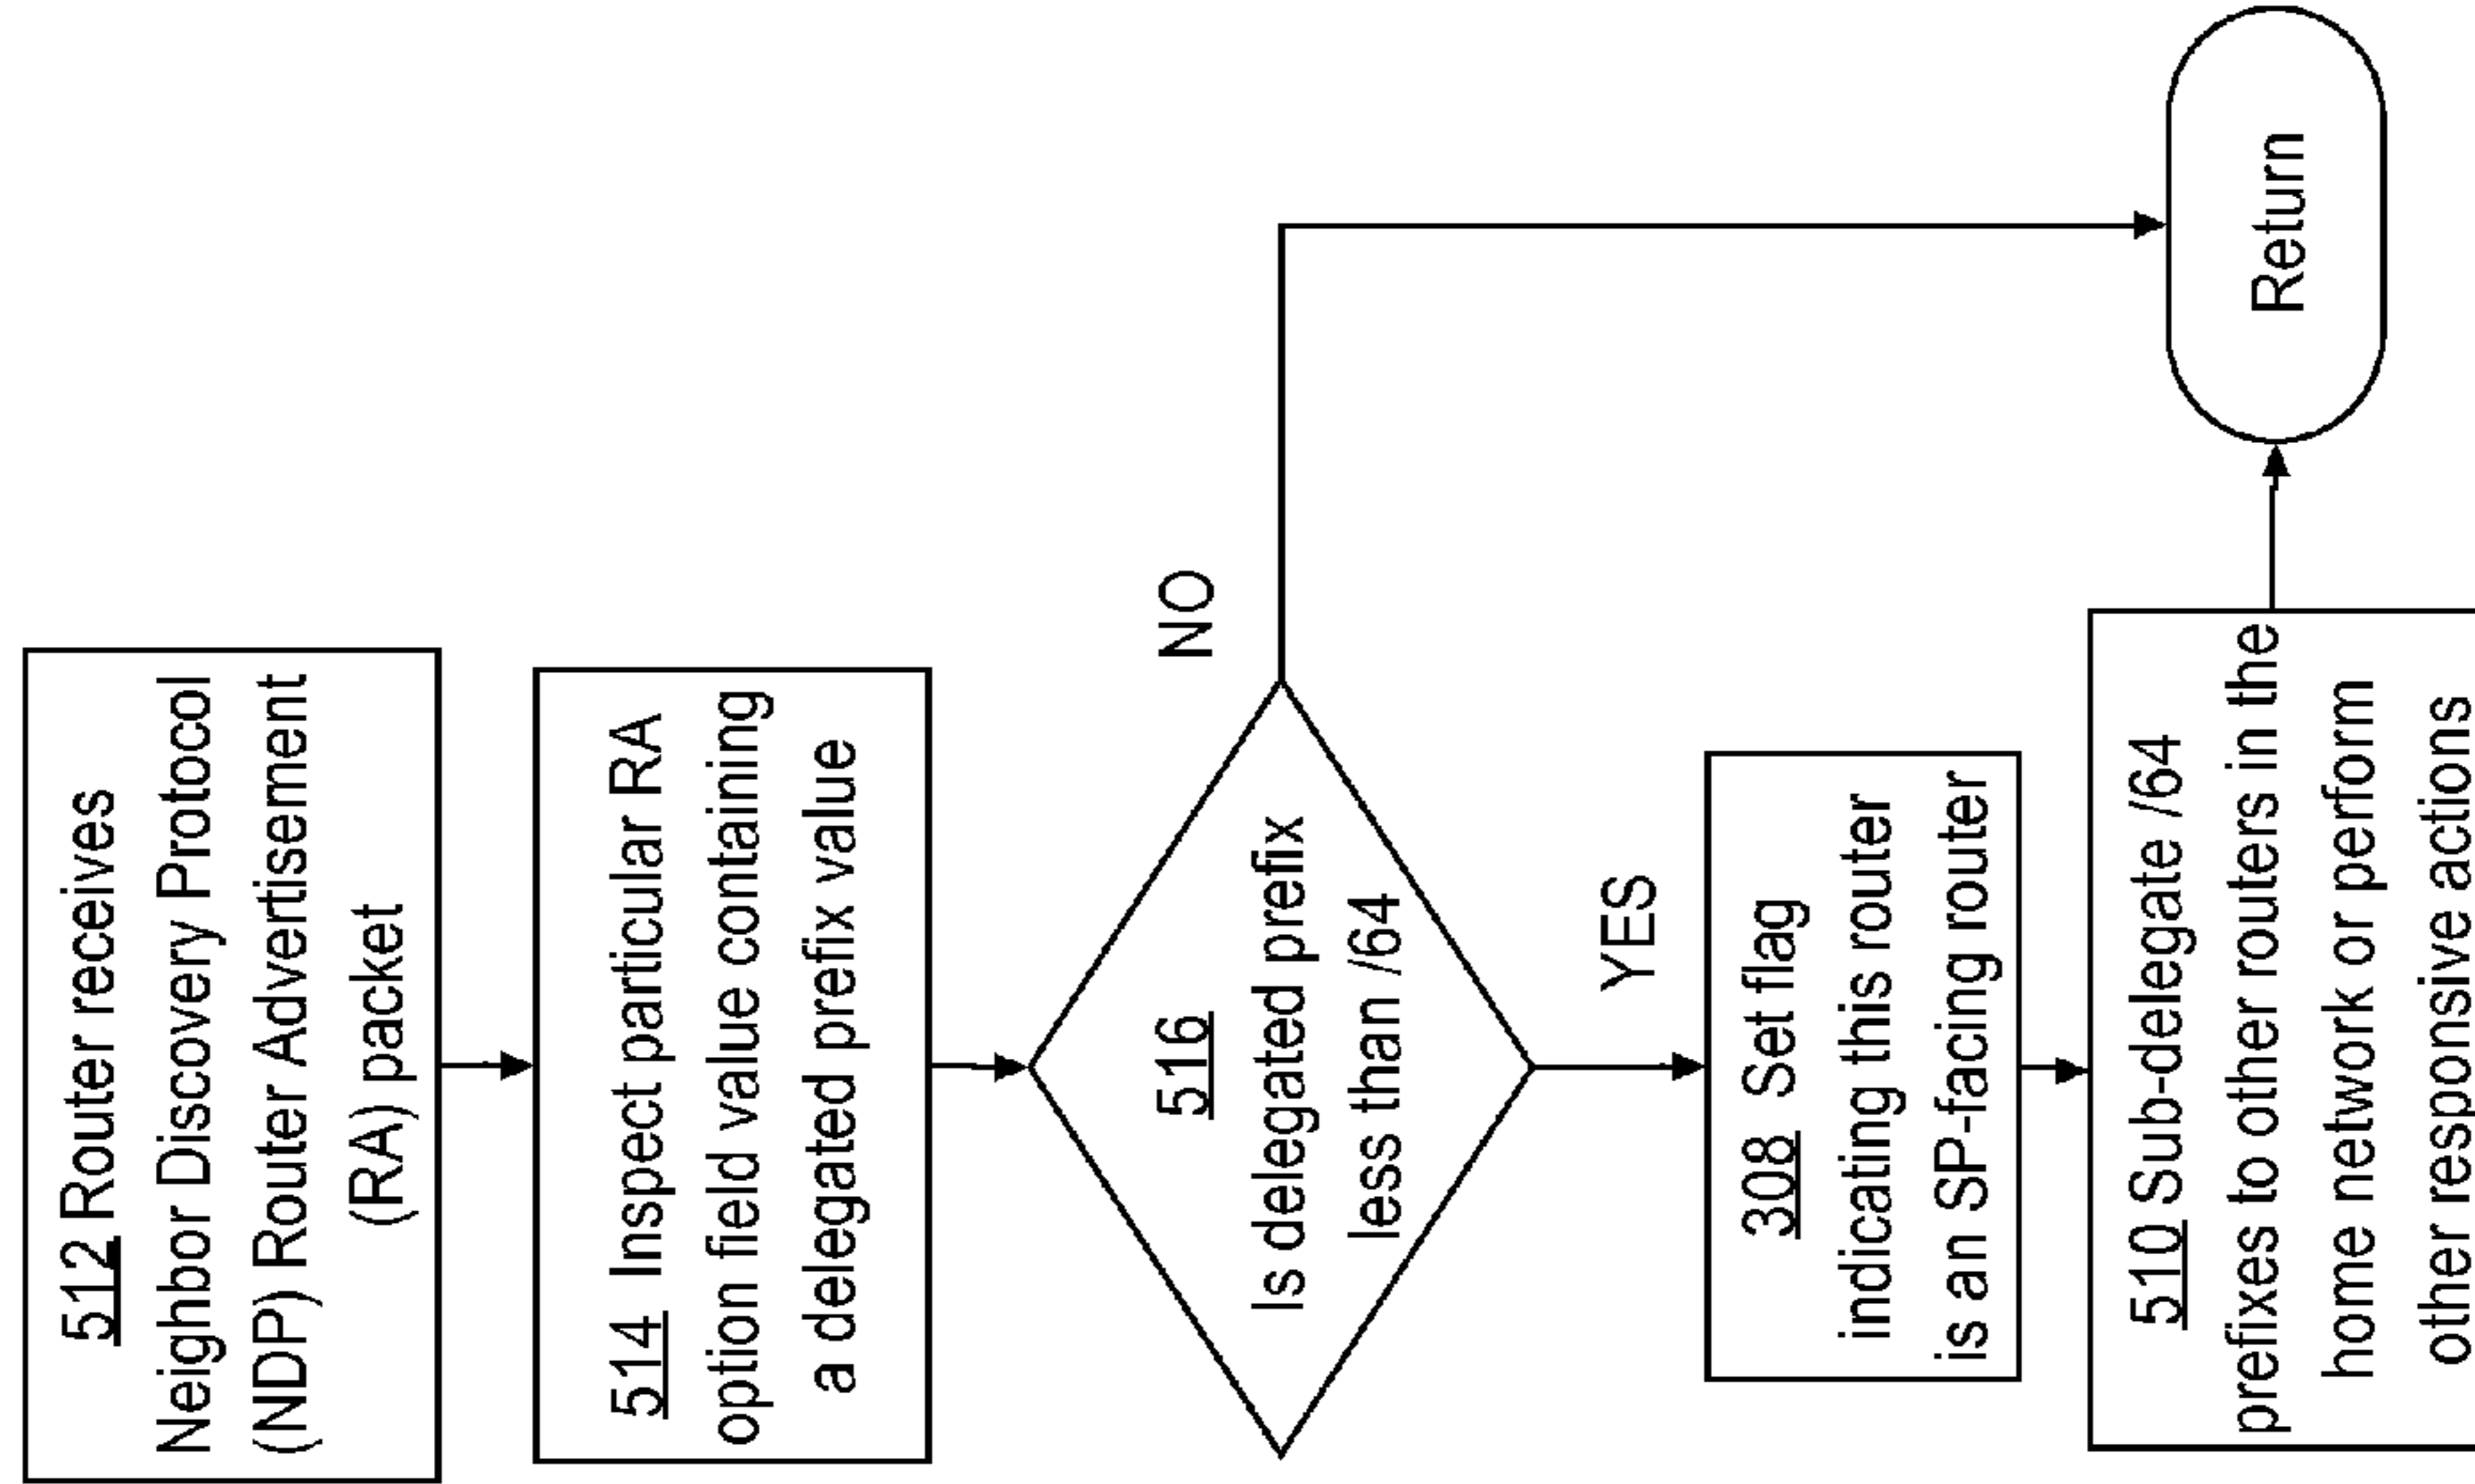 512 Router receives
Neighbor Discovery Protocol
(NDP) Router Advertisement
(RA) packet
514 Inspect particular RA
option field value containing
a delegated prefix value
516
Is delegated prefix
less than /64
NO
YES
308 Set flag
indicating this router
is an SP-facing router
510 Sub-delegate /64
prefixes to other routers in the
home network or perform
other responsive actions
Return